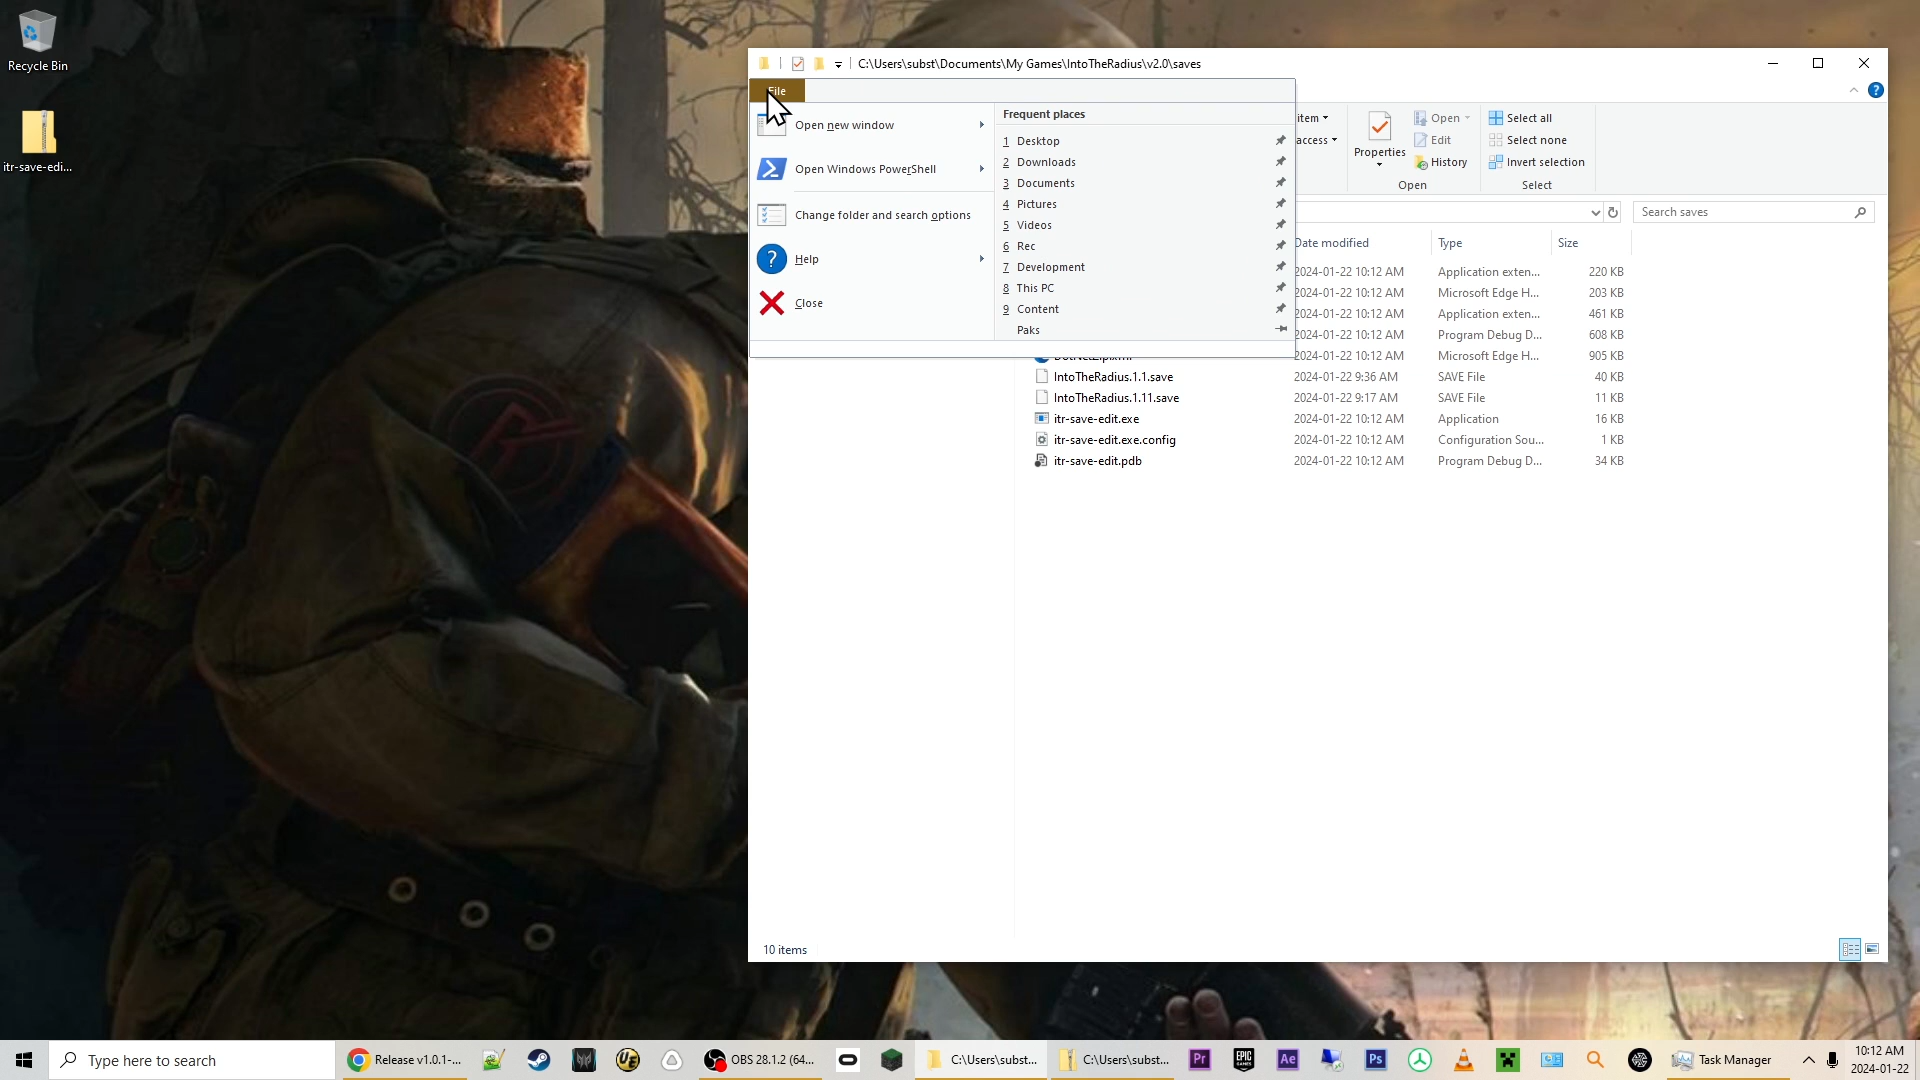 Recycle Bin
itr-save-edi...
C:\Users\subst\Documents\My Games\IntoTheRadius\v2.0\saves
File
Open new window
Open Windows PowerShell
Change folder and search options
Help
Close
Frequent places
1 Desktop
2 Downloads
3 Documents
4 Pictures
5 Videos
6 Rec
7 Development
8 This PC
9 Content
Paks
item
access
Properties
Open
Edit
History
Open
Select all
Select none
Invert selection
Select
Search saves
Date modified Type Size
2024-01-22 10:12 AM Application exten... 220 KB
2024-01-22 10:12 AM Microsoft Edge H... 203 KB
2024-01-22 10:12 AM Application exten... 461 KB
2024-01-22 10:12 AM Program Debug D... 608 KB
2024-01-22 10:12 AM Microsoft Edge H... 905 KB
IntoTheRadius.1.1.save 2024-01-22 9:36 AM SAVE File 40 KB
IntoTheRadius.1.11.save 2024-01-22 9:17 AM SAVE File 11 KB
itr-save-edit.exe 2024-01-22 10:12 AM Application 16 KB
itr-save-edit.exe.config 2024-01-22 10:12 AM Configuration Sou... 1 KB
itr-save-edit.pdb 2024-01-22 10:12 AM Program Debug D... 34 KB
10 items
Type here to search
Release v1.0.1-...
UE
OBS 28.1.2 (64...
C:\Users\subst...
C:\Users\subst...
Pr
EPIC GAMES
Ae
Ps
Task Manager
10:12 AM
2024-01-22